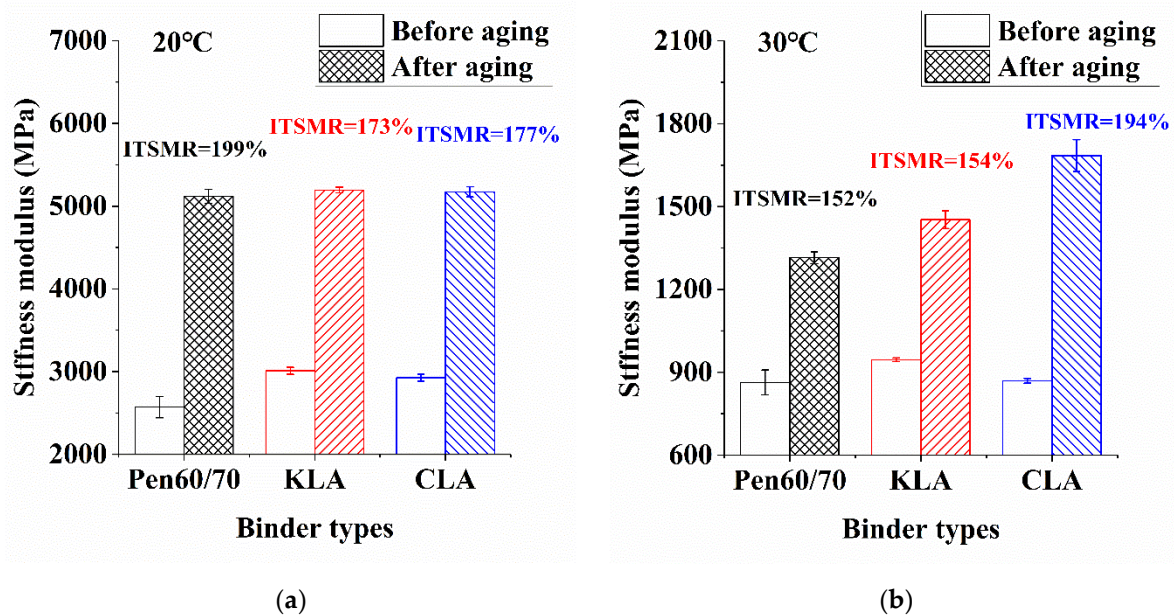 7000
6000
5000
4000
3000
2000
Stffness modulus (MPa)
20℃
Before aging
After aging
ITSMR=199%
ITSMR=173%
ITSMR=177%
Pen60/70
KLA
CLA
Binder types
(a)
2100
1800
1500
1200
900
600
Stffness modulus (MPa)
30℃
Before aging
After aging
ITSMR=152%
ITSMR=154%
ITSMR=194%
Pen60/70
KLA
CLA
Binder types
(b)